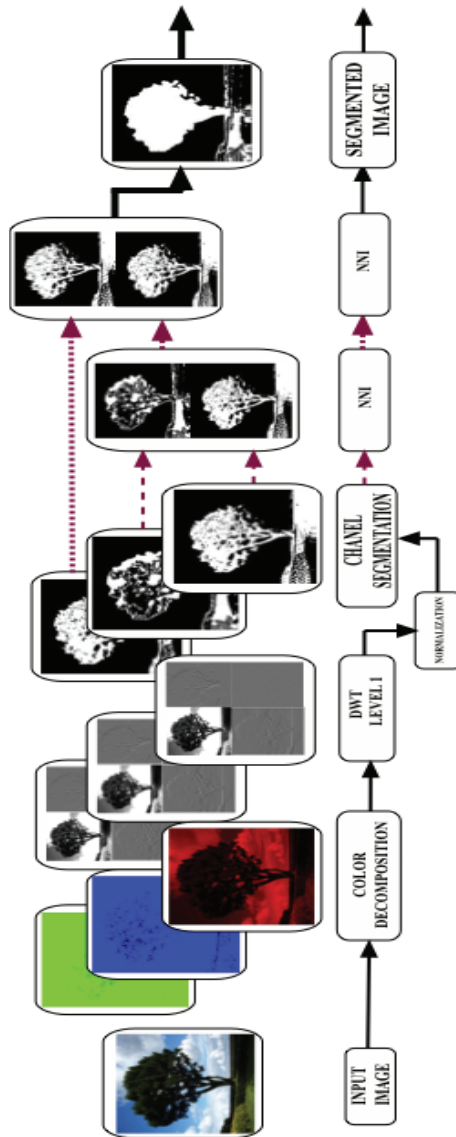 INPUT
IMAGE
COLOR
DECOMPOSITION
DWT
LEVEL 1
NORMALIZATION
CHANEL
SEGMENTATION
NNI
NNI
SEGMENTED
IMAGE